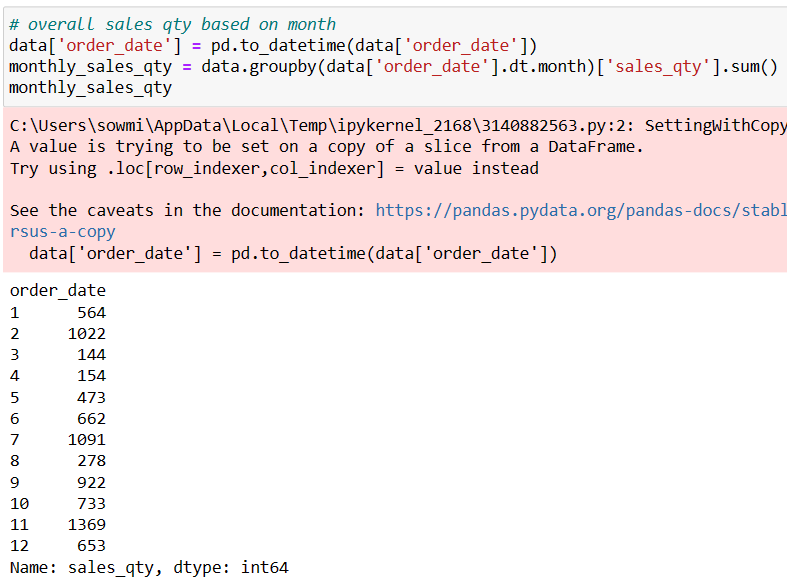 # overall sales qty based on month
data['order_date'] = pd.to_datetime(data['order_date'])
monthly_sales_qty = data.groupby(data['order_date'].dt.month)['sales_qty'].sum()
monthly_sales_qty
C:\Users\sowmi\AppData\Local\Temp\ipykernel_2168\3140882563.py:2: SettingWithCopy
A value is trying to be set on a copy of a slice from a DataFrame.
Try using .loc[row_indexer,col_indexer] = value instead
See the caveats in the documentation: https://pandas.pydata.org/pandas-docs/stabl
rsus-a-copy
data['order_date'] = pd.to_datetime(data['order_date'])
order_date
1 564
2 1022
3 144
4 154
5 473
6 662
7 1091
8 278
9 922
10 733
11 1369
12 653
Name: sales_qty, dtype: int64